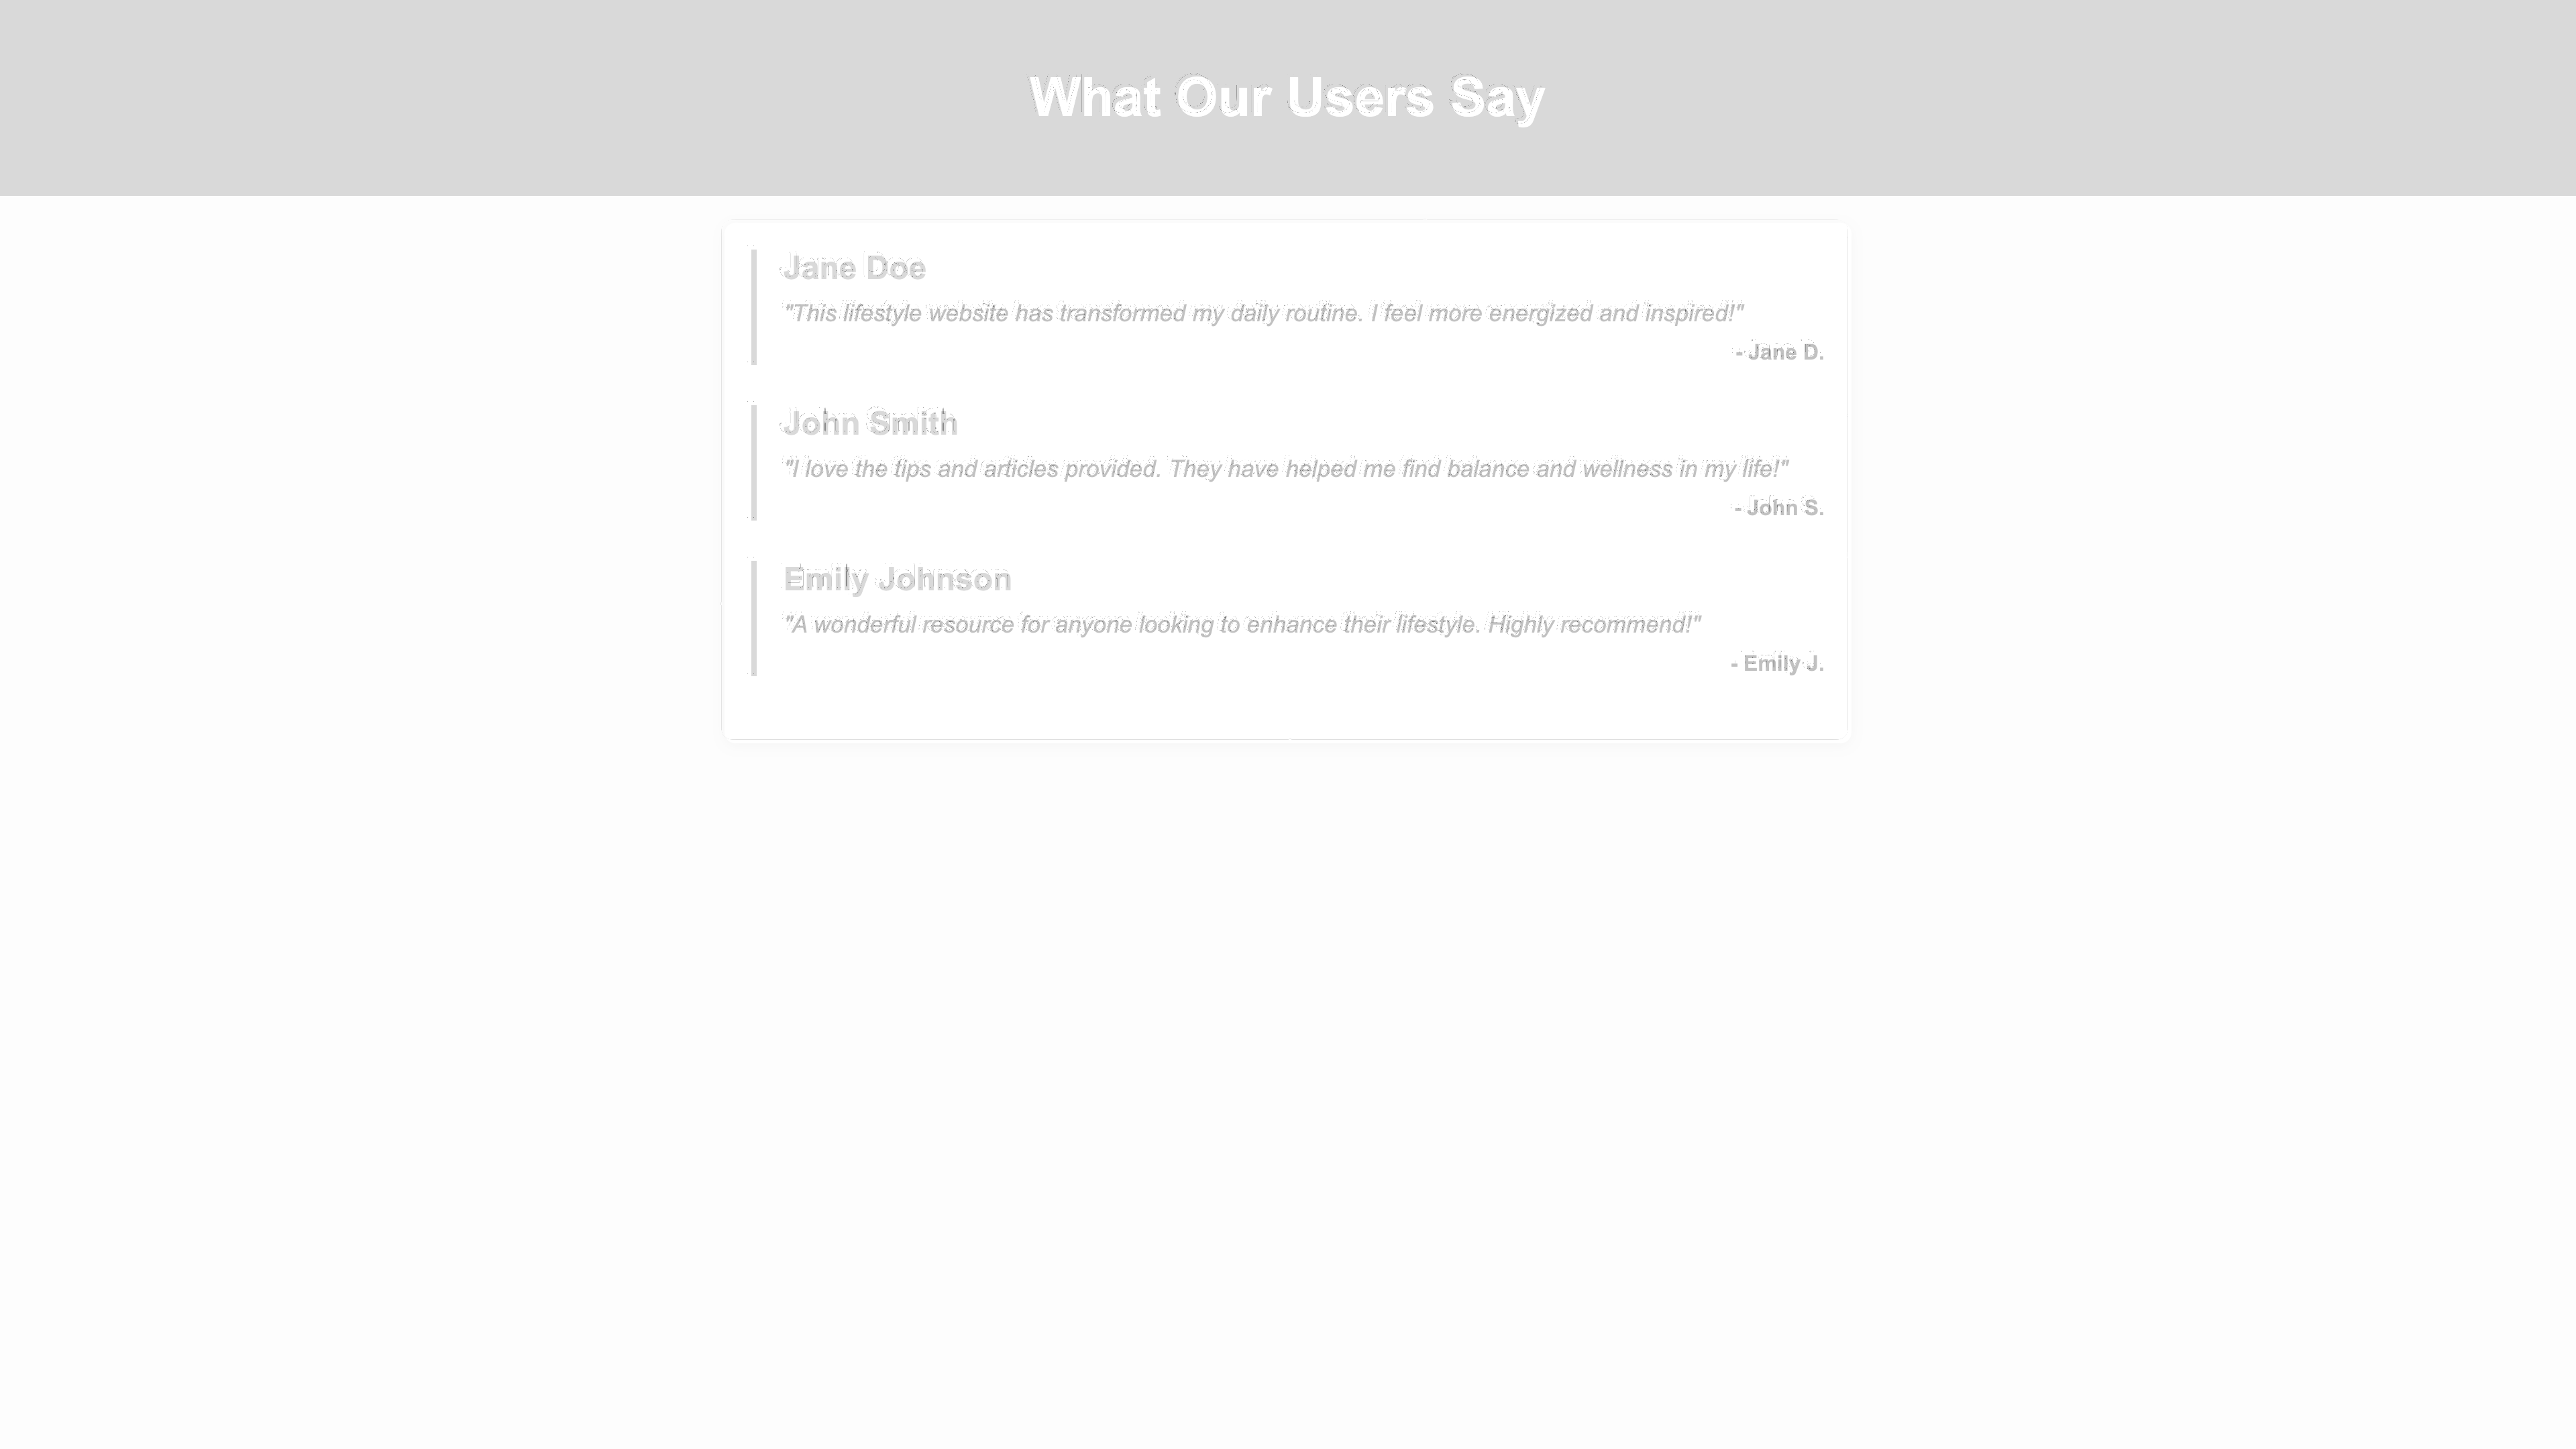 What Our Users Say
Jane Doe
"This lifestyle website has transformed my daily routine. I feel more energized and inspired!"
- Jane D.
John Smith
"I love the tips and articles provided. They have helped me find balance and wellness in my life!"
- John S.
Emily Johnson
"A wonderful resource for anyone looking to enhance their lifestyle. Highly recommend!"
- Emily J.